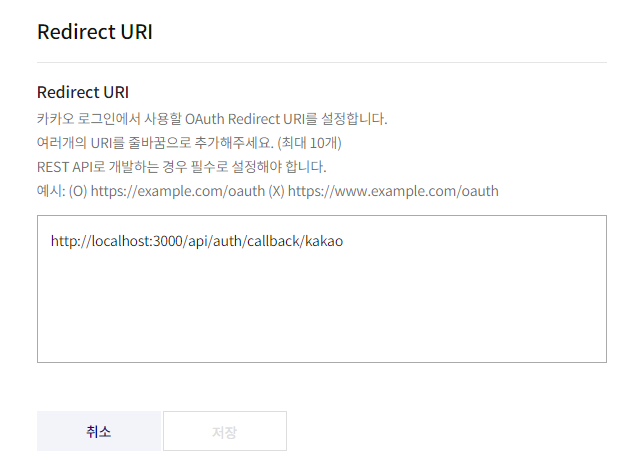 Redirect URI
Redirect URI
카카오 로그인에서 사용할 OAuth Redirect URI를 설정합니다.
여러개의 URI를 줄바꿈으로 추가해주세요. (최대 10개)
REST API로 개발하는 경우 필수로 설정해야 합니다.
예시: (O) https://example.com/oauth (X) https://www.example.com/oauth
http://localhost:3000/api/auth/callback/kakao
취소
저장